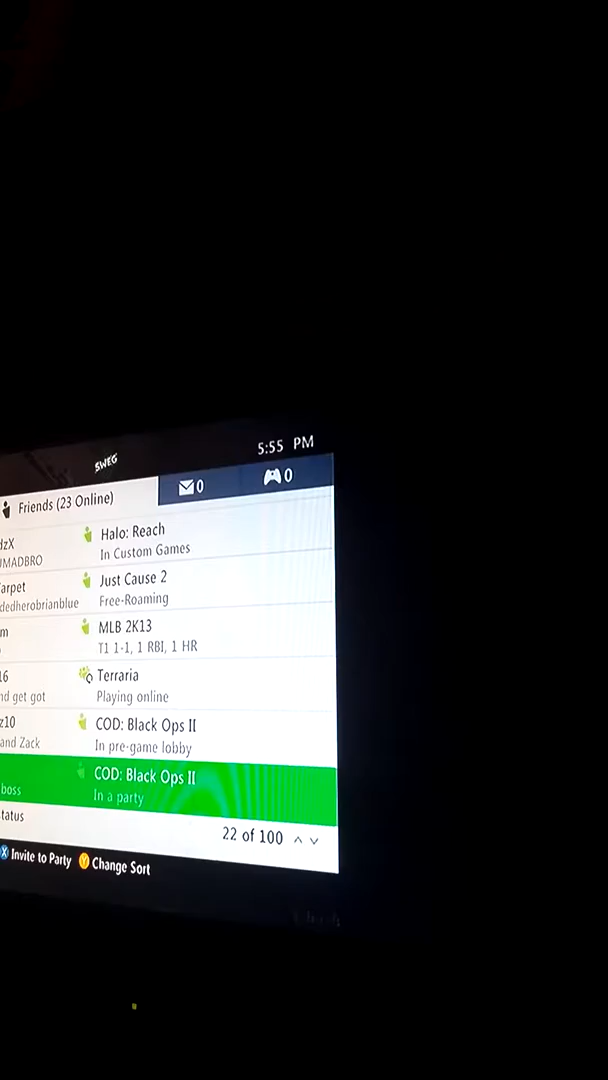 SWEG
5:55 PM
Friends (23 Online)
0
0
dzX
Halo: Reach
UMADBRO
In Custom Games
arpet
Just Cause 2
dedherobrianblue
Free-Roaming
m
MLB 2K13
T1 1-1, 1 RBI, 1 HR
16
Terraria
nd get got
Playing online
z10
COD: Black Ops II
and Zack
In pre-game lobby
COD: Black Ops II
boss
In a party
tatus
22 of 100
X Invite to Party Y Change Sort